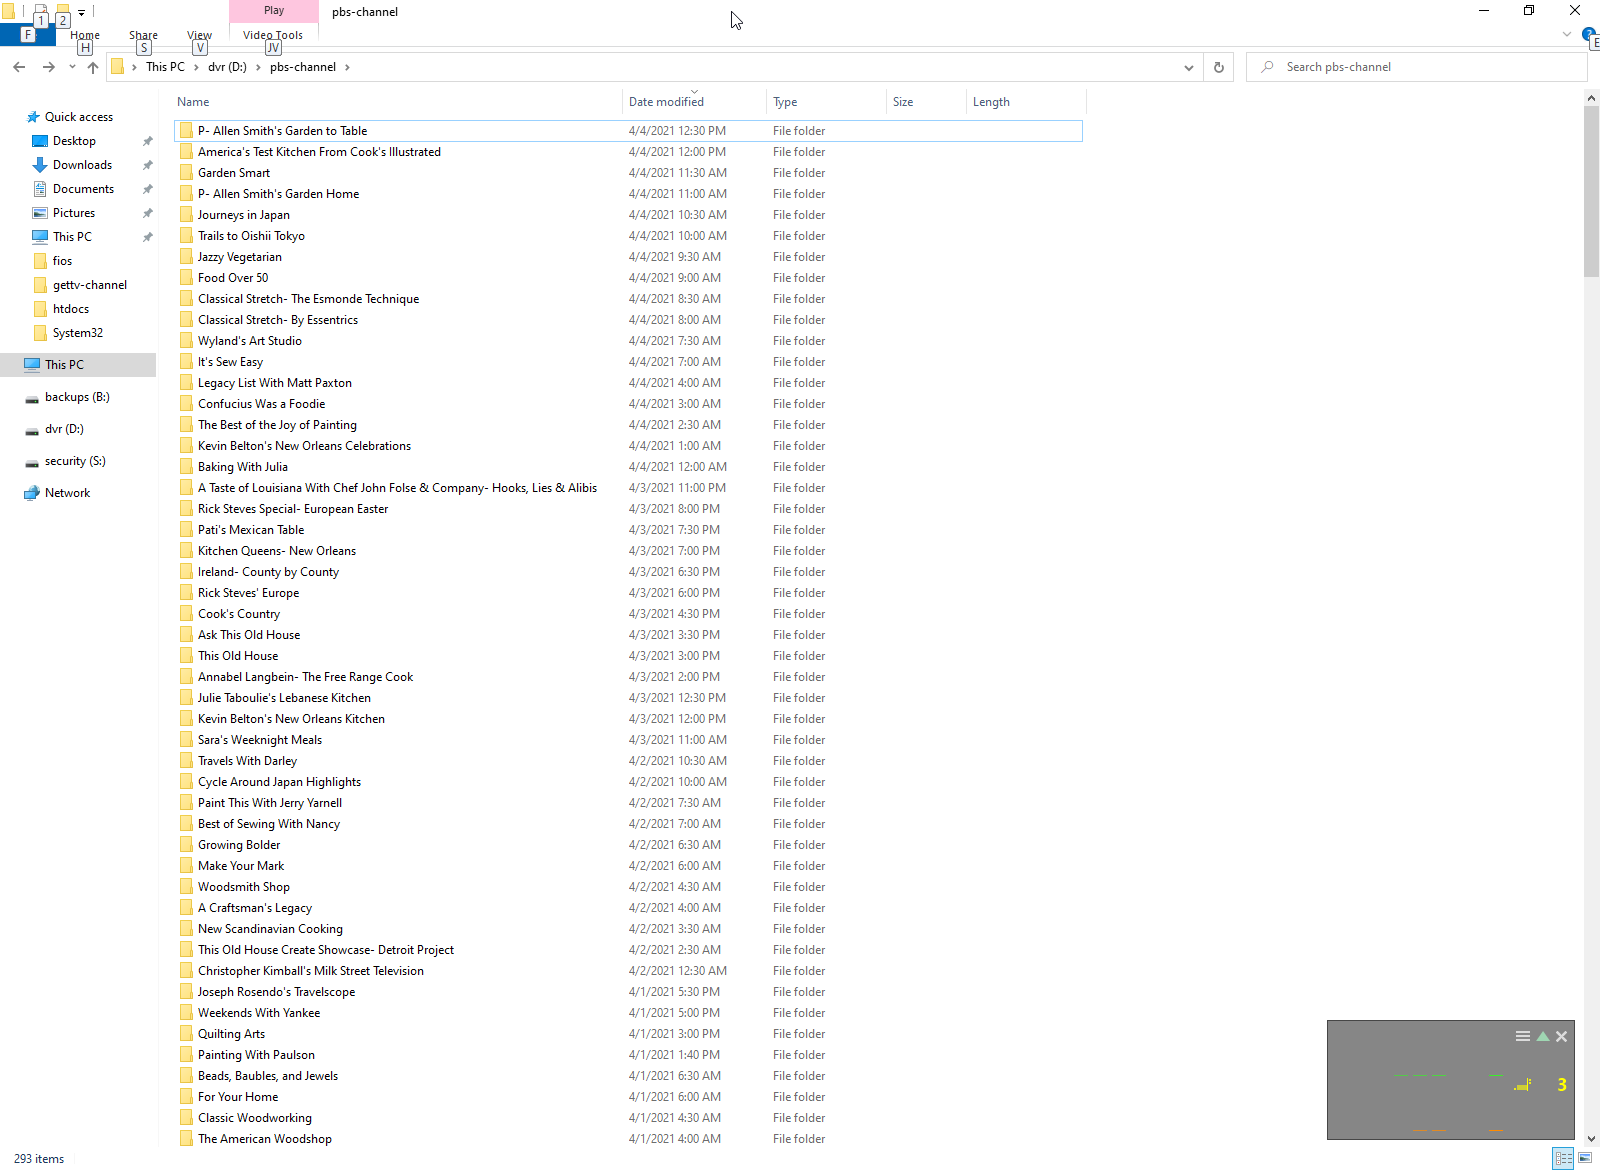 1
2
Play
pbs-channel
F
Home
Share
View
Video Tools
H
S
V
JV
E
This PC > dvr (D:) > pbs-channel >
Search pbs-channel
Name Date modified Type Size Length
Quick access
Desktop
Downloads
Documents
Pictures
This PC
fios
gettv-channel
htdocs
System32
This PC
backups (B:)
dvr (D:)
security (S:)
Network
P- Allen Smith's Garden to Table 4/4/2021 12:30 PM File folder
America's Test Kitchen From Cook's Illustrated 4/4/2021 12:00 PM File folder
Garden Smart 4/4/2021 11:30 AM File folder
P- Allen Smith's Garden Home 4/4/2021 11:00 AM File folder
Journeys in Japan 4/4/2021 10:30 AM File folder
Trails to Oishii Tokyo 4/4/2021 10:00 AM File folder
Jazzy Vegetarian 4/4/2021 9:30 AM File folder
Food Over 50 4/4/2021 9:00 AM File folder
Classical Stretch- The Esmonde Technique 4/4/2021 8:30 AM File folder
Classical Stretch- By Essentrics 4/4/2021 8:00 AM File folder
Wyland's Art Studio 4/4/2021 7:30 AM File folder
It's Sew Easy 4/4/2021 7:00 AM File folder
Legacy List With Matt Paxton 4/4/2021 4:00 AM File folder
Confucius Was a Foodie 4/4/2021 3:00 AM File folder
The Best of the Joy of Painting 4/4/2021 2:30 AM File folder
Kevin Belton's New Orleans Celebrations 4/4/2021 1:00 AM File folder
Baking With Julia 4/4/2021 12:00 AM File folder
A Taste of Louisiana With Chef John Folse & Company- Hooks, Lies & Alibis 4/3/2021 11:00 PM File folder
Rick Steves Special- European Easter 4/3/2021 8:00 PM File folder
Pati's Mexican Table 4/3/2021 7:30 PM File folder
Kitchen Queens- New Orleans 4/3/2021 7:00 PM File folder
Ireland- County by County 4/3/2021 6:30 PM File folder
Rick Steves' Europe 4/3/2021 6:00 PM File folder
Cook's Country 4/3/2021 4:30 PM File folder
Ask This Old House 4/3/2021 3:30 PM File folder
This Old House 4/3/2021 3:00 PM File folder
Annabel Langbein- The Free Range Cook 4/3/2021 2:00 PM File folder
Julie Taboulie's Lebanese Kitchen 4/3/2021 12:30 PM File folder
Kevin Belton's New Orleans Kitchen 4/3/2021 12:00 PM File folder
Sara's Weeknight Meals 4/3/2021 11:00 AM File folder
Travels With Darley 4/2/2021 10:30 AM File folder
Cycle Around Japan Highlights 4/2/2021 10:00 AM File folder
Paint This With Jerry Yarnell 4/2/2021 7:30 AM File folder
Best of Sewing With Nancy 4/2/2021 7:00 AM File folder
Growing Bolder 4/2/2021 6:30 AM File folder
Make Your Mark 4/2/2021 6:00 AM File folder
Woodsmith Shop 4/2/2021 4:30 AM File folder
A Craftsman's Legacy 4/2/2021 4:00 AM File folder
New Scandinavian Cooking 4/2/2021 3:30 AM File folder
This Old House Create Showcase- Detroit Project 4/2/2021 2:30 AM File folder
Christopher Kimball's Milk Street Television 4/2/2021 12:30 AM File folder
Joseph Rosendo's Travelscope 4/1/2021 5:30 PM File folder
Weekends With Yankee 4/1/2021 5:00 PM File folder
Quilting Arts 4/1/2021 3:00 PM File folder
Painting With Paulson 4/1/2021 1:40 PM File folder
Beads, Baubles, and Jewels 4/1/2021 6:30 AM File folder
For Your Home 4/1/2021 6:00 AM File folder
Classic Woodworking 4/1/2021 4:30 AM File folder
The American Woodshop 4/1/2021 4:00 AM File folder
3
293 items